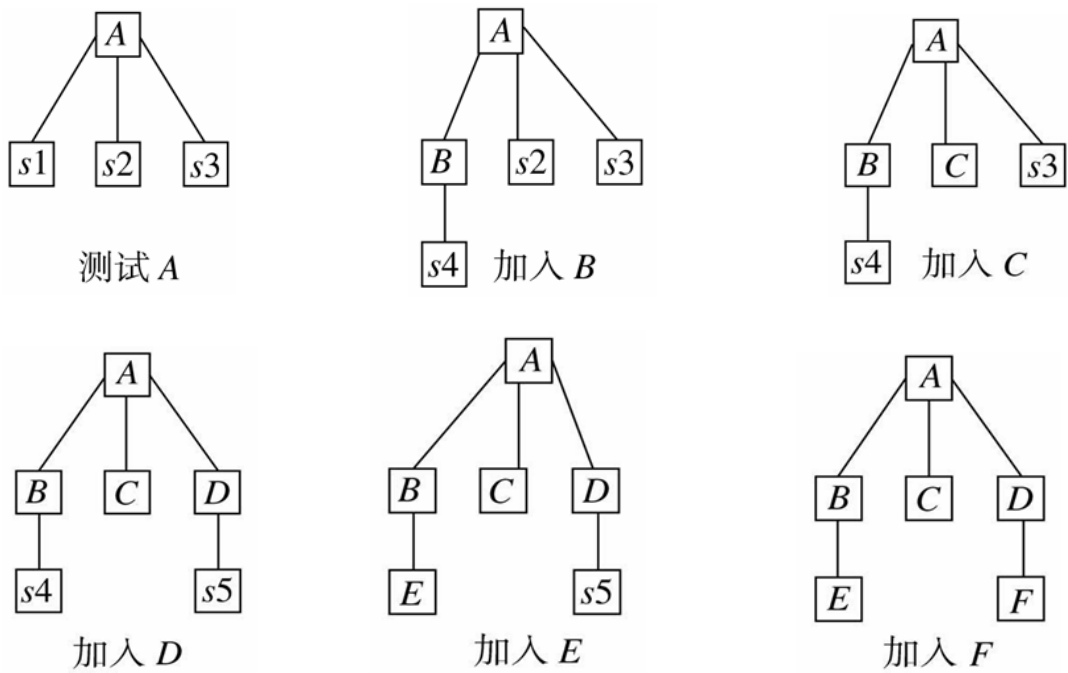 A
s1 s2 s3
测试 A
A
B s2 s3
s4
加入 B
A
B C s3
s4
加入 C
A
B C D
s4 s5
加入 D
A
B C D
E s5
加入 E
A
B C D
E F
加入 F